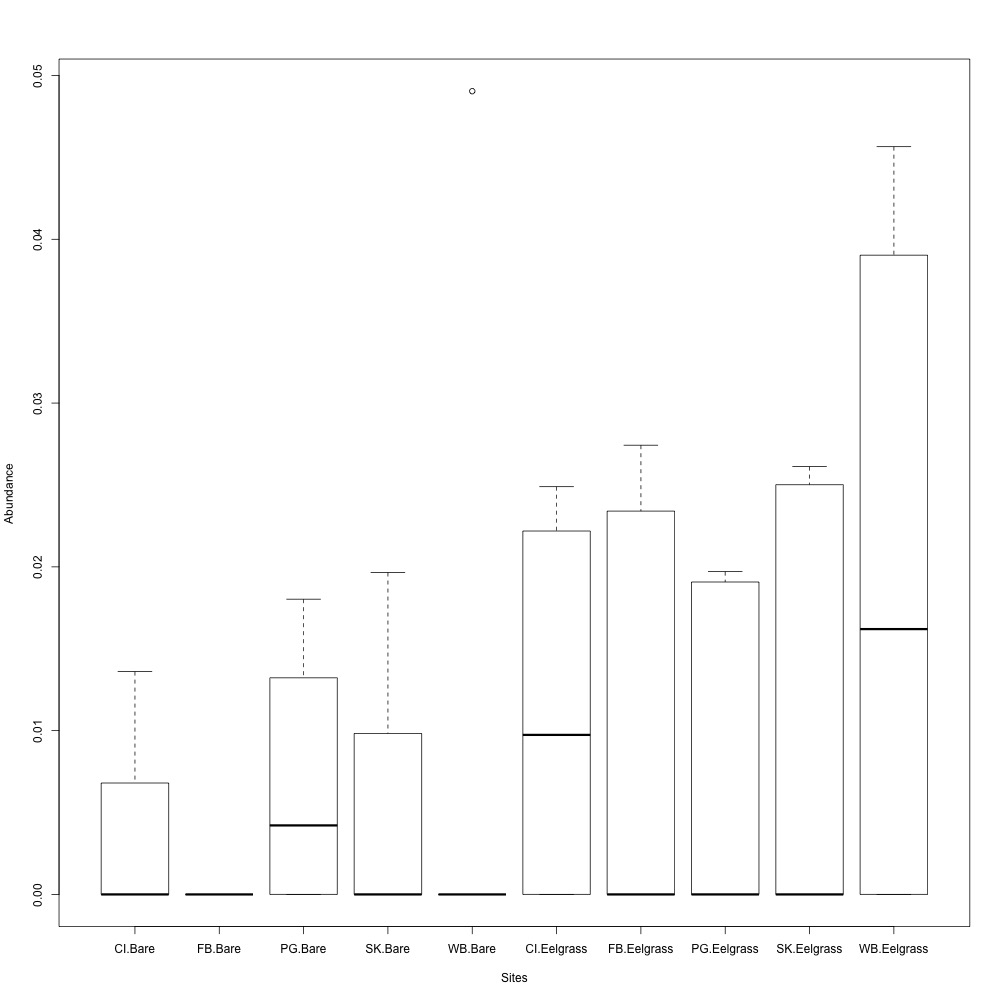 0.05
0.04
0.03
0.02
0.01
0.00
Abundance
CI.Bare FB.Bare PG.Bare SK.Bare WB.Bare CI.Eelgrass FB.Eelgrass PG.Eelgrass SK.Eelgrass WB.Eelgrass
Sites